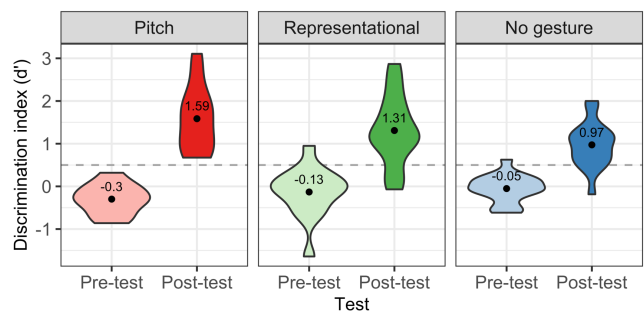 Pitch Representational No gesture
Discrimination index (d')
3
2
1
0
-1
-0.3 1.59 -0.13 1.31 -0.05 0.97
Pre-test Post-test Pre-test Post-test Pre-test Post-test
Test